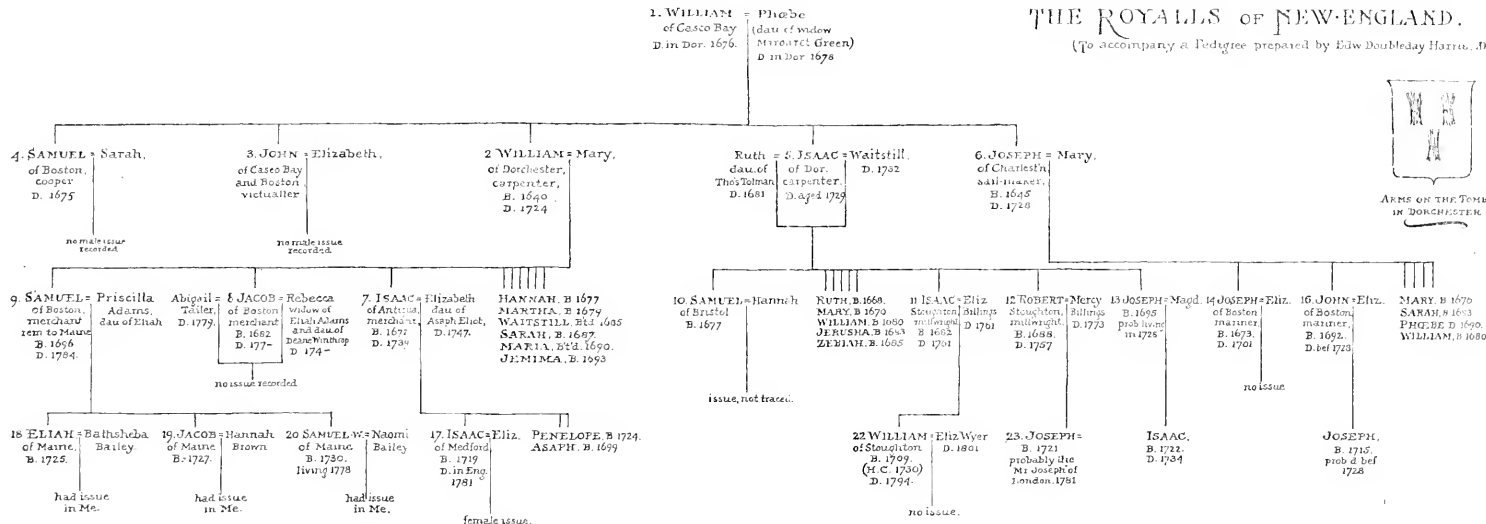 THE ROYALLS OF NEW-ENGLAND.
(To accompany a Pedigree prepared by Edw Doubleday Harris,
ARMS ON THE TOMB
IN DORCHESTER
1. WILLIAM = Phœbe
of Casco Bay (dau of widow
D. in Dor. 1676. Margaret Green)
D in Dor 1678
4. SAMUEL = Sarah,
of Boston,
cooper
D. 1675
no male issue
recorded
3. JOHN = Elizabeth,
of Casco Bay
and Boston
victualler
no male issue
recorded.
2 WILLIAM = Mary,
of Dorchester,
carpenter,
B. 1640
D. 1724
Ruth = 5. ISAAC = Waitstill,
dau. of of Dor. D. 1732
Tho's Tolman carpenter,
D. 1681 D. aged 1729
6. JOSEPH = Mary,
of Charlest'n
sail-maker,
B. 1645
D. 1728
9. SAMUEL = Priscilla
of Boston, Adams,
merchant dau of Eliah
rem to Maine
B. 1696
D. 1784.
Abigail = 8 JACOB = Rebecca
Tailer, of Boston widow of
D. 1779. merchant Eliah Adams
B. 1682 and dau of
D. 177- Deane Winthrop
D 174-
no issue recorded
7. ISAAC = Elizabeth
of Antigua, dau of
merchant, Asaph Eliot,
B. 1672 D. 1747.
D. 1739
HANNAH, B 1677
MARTHA, B 1679
WAITSTILL, Bt'd 1685
SARAH, B. 1687.
MARIA, Bt'd. 1690.
JEMIMA, B. 1693
10. SAMUEL = Hannah
of Bristol
B. 1677
issue, not traced.
RUTH, B. 1668.
MARY, B 1670
WILLIAM, B 1680
JERUSHA, B 1683
ZEBIAH, B. 1685
11 ISAAC = Eliz
Stoughton, Billings
millwright D 1761
B 1682
D. 1761
12 ROBERT = Mercy
Stoughton, Billings
millwright, D. 1773
B. 1688.
D. 1757
13 JOSEPH = Magd.
B. 1695
prob living
in 1728
14 JOSEPH = Eliz.
of Boston
mariner,
B. 1673.
D. 1701
no issue
16. JOHN = Eliz.
of Boston
mariner,
B. 1692.
D. bef 1728.
MARY, B 1676
SARAH, B 1683
PHŒBE D 1690.
WILLIAM, B 1680
18 ELIAH = Bathsheba
of Maine, Bailey.
B. 1725.
had issue
in Me.
19. JACOB = Hannah
of Maine Brown
B. 1727.
had issue
in Me.
20 SAMUEL W. = Naomi
of Maine Bailey
B. 1730.
living 1778
had issue
in Me.
17. ISAAC = Eliz.
of Medford
B. 1719
D. in Eng.
1781
female issue.
PENELOPE, B 1724.
ASAPH, B 1699
22 WILLIAM = Eliz Wyer
of Stoughton D. 1801
B. 1709.
(H.C. 1730)
D. 1794.
no issue.
23. JOSEPH =
B. 1721
probably the
Mr Joseph of
London, 1781
ISAAC,
B. 1722.
D. 1734
JOSEPH,
B. 1715.
prob d bef
1728